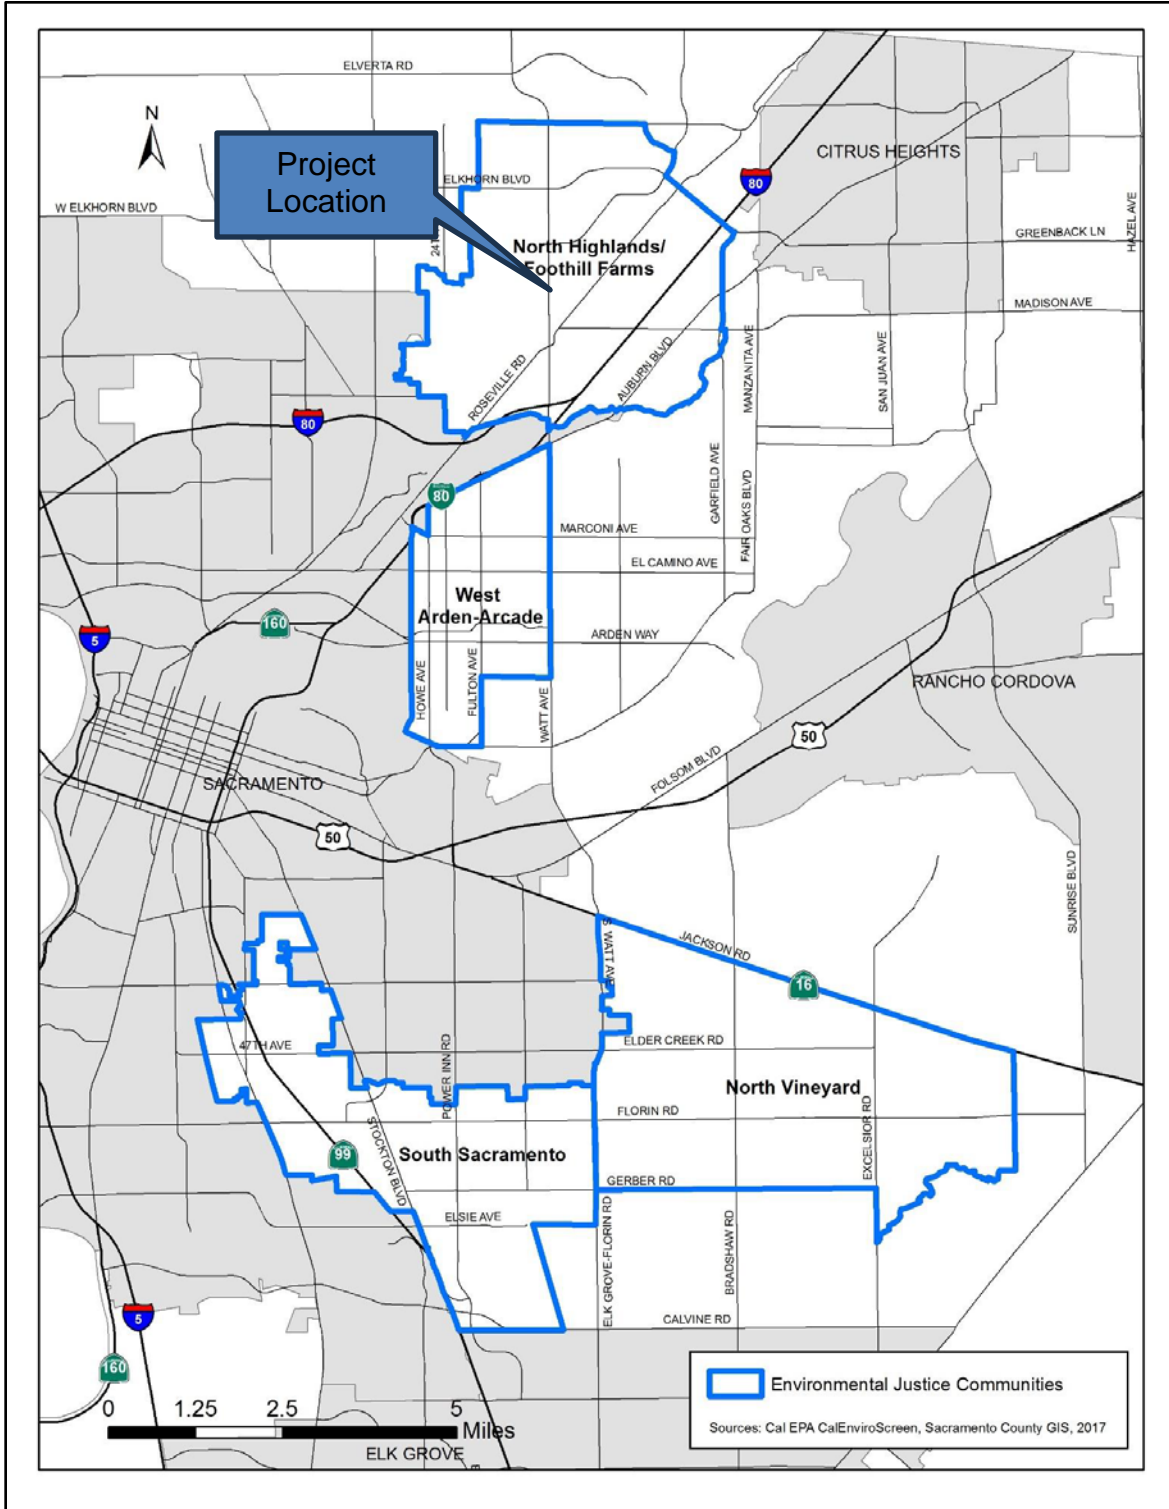 ELVERTA RD
N
Project
Location
CITRUS HEIGHTS
80
ELKHORN BLVD
W ELKHORN BLVD
HAZEL AVE
GREENBACK LN
North Highlands/
Foothill Farms
MADISON AVE
MANZANITA AVE
SAN JUAN AVE
AUBURN BLVD
ROSEVILLE RD
80
GARFIELD AVE
80
FAIR OAKS BLVD
MARCONI AVE
EL CAMINO AVE
West
Arden-Arcade
160
5
ARDEN WAY
HOWE AVE
FULTON AVE
WATT AVE
RANCHO CORDOVA
50
FOLSOM BLVD
SACRAMENTO
50
SUNRISE BLVD
S WATT AVE
JACKSON RD
16
47TH AVE
POWER INN RD
ELDER CREEK RD
North Vineyard
FLORIN RD
EXCELSIOR RD
STOCKTON BLVD
99
South Sacramento
GERBER RD
ELSIE AVE
ELK GROVE-FLORIN RD
BRADSHAW RD
5
CALVINE RD
160
0 1.25 2.5 5
Miles
ELK GROVE
Environmental Justice Communities
Sources: Cal EPA CalEnviroScreen, Sacramento County GIS, 2017